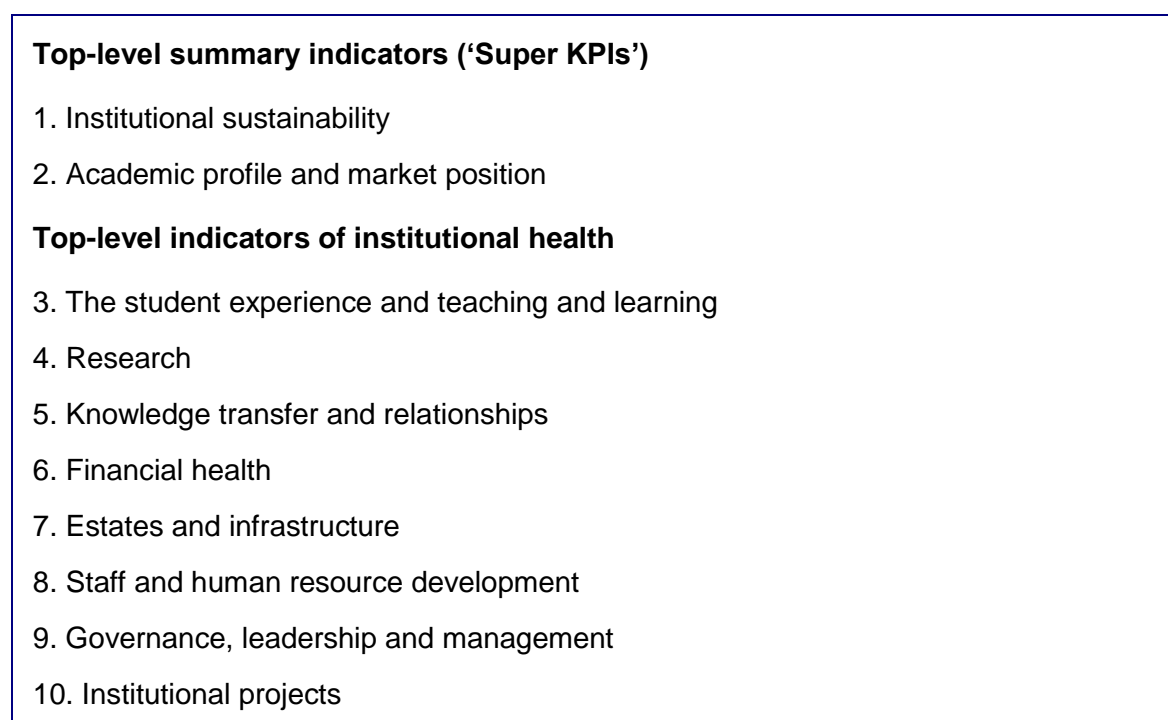 Top-level summary indicators (‘Super KPIs’)
1. Institutional sustainability
2. Academic profile and market position
Top-level indicators of institutional health
3. The student experience and teaching and learning
4. Research
5. Knowledge transfer and relationships
6. Financial health
7. Estates and infrastructure
8. Staff and human resource development
9. Governance, leadership and management
10. Institutional projects